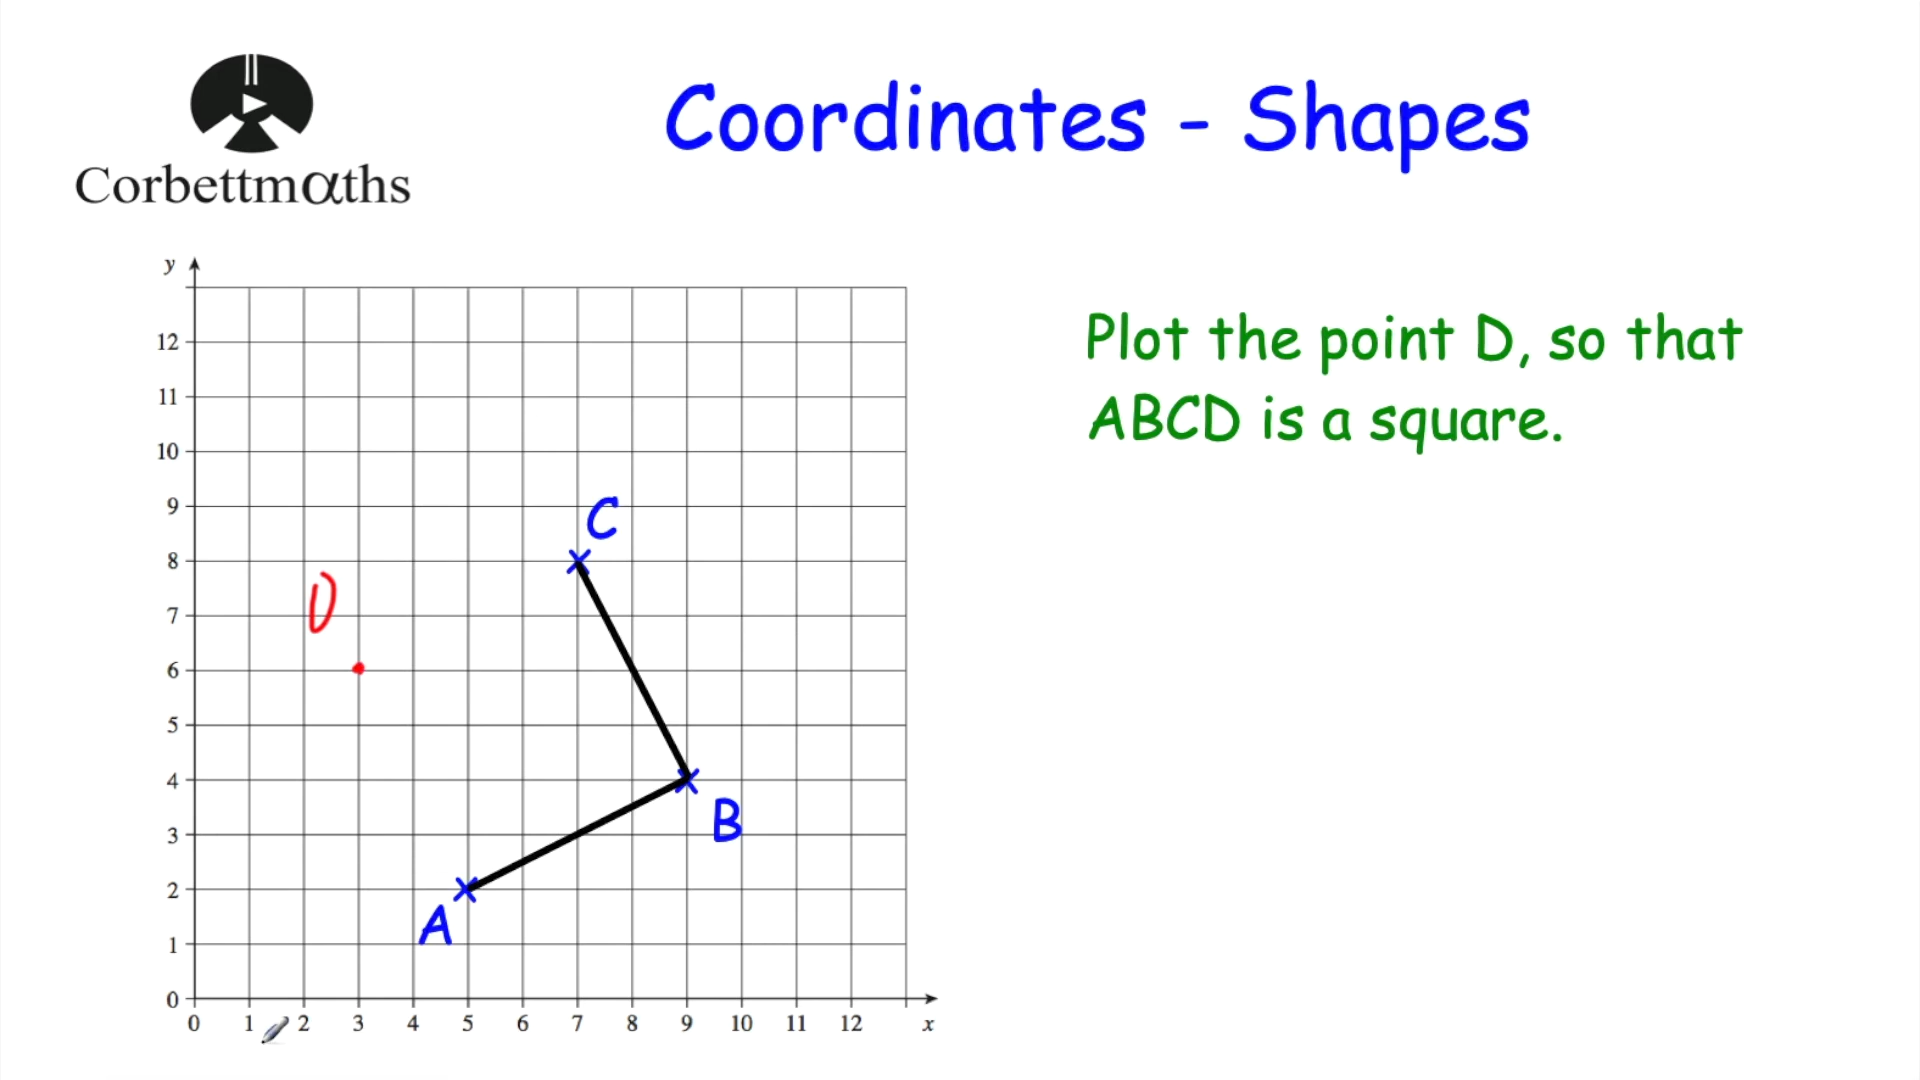 Corbettmαths
Coordinates - Shapes
Plot the point D, so that
ABCD is a square.
y
12
11
10
9
8
7
6
5
4
3
2
1
0
C
D
B
A
0 1 2 3 4 5 6 7 8 9 10 11 12 x